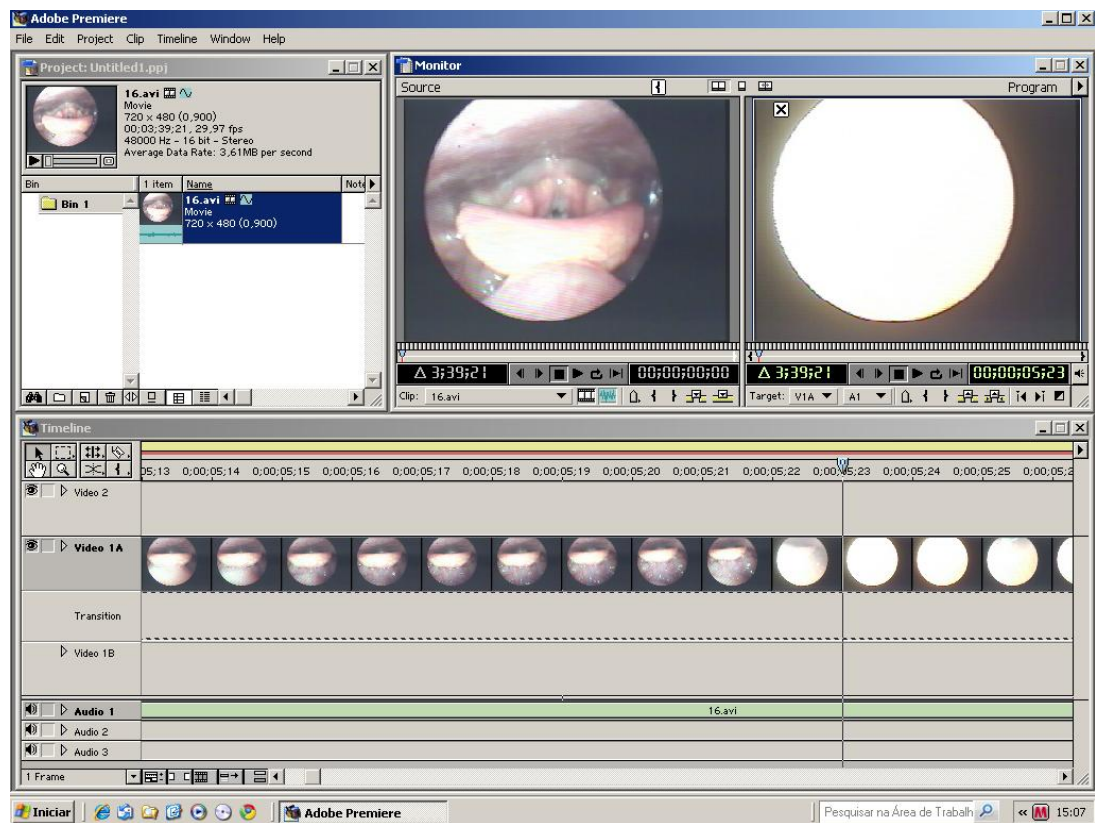 Adobe Premiere
File Edit Project Clip Timeline Window Help
Project: Untitled1.ppj
16.avi
Movie
720 x 480 (0,900)
00;03;39;21, 29,97 fps
48000 Hz - 16 bit - Stereo
Average Data Rate: 3,61MB per second
Bin 1 item Name Note
Bin 1
16.avi
Movie
720 x 480 (0,900)
Monitor
Source Program
Δ 3;39;21 00;00;00;00 Δ 3;39;21 00;00;05;23
Clip: 16.avi Target: V1A A1
Timeline
05;13 0;00;05;14 0;00;05;15 0;00;05;16 0;00;05;17 0;00;05;18 0;00;05;19 0;00;05;20 0;00;05;21 0;00;05;22 0;00;05;23 0;00;05;24 0;00;05;25 0;00;05;2
Video 2
Video 1A
Transition
Video 1B
Audio 1 16.avi
Audio 2
Audio 3
1 Frame
Iniciar Adobe Premiere Pesquisar na Área de Trabalh « M 15:07